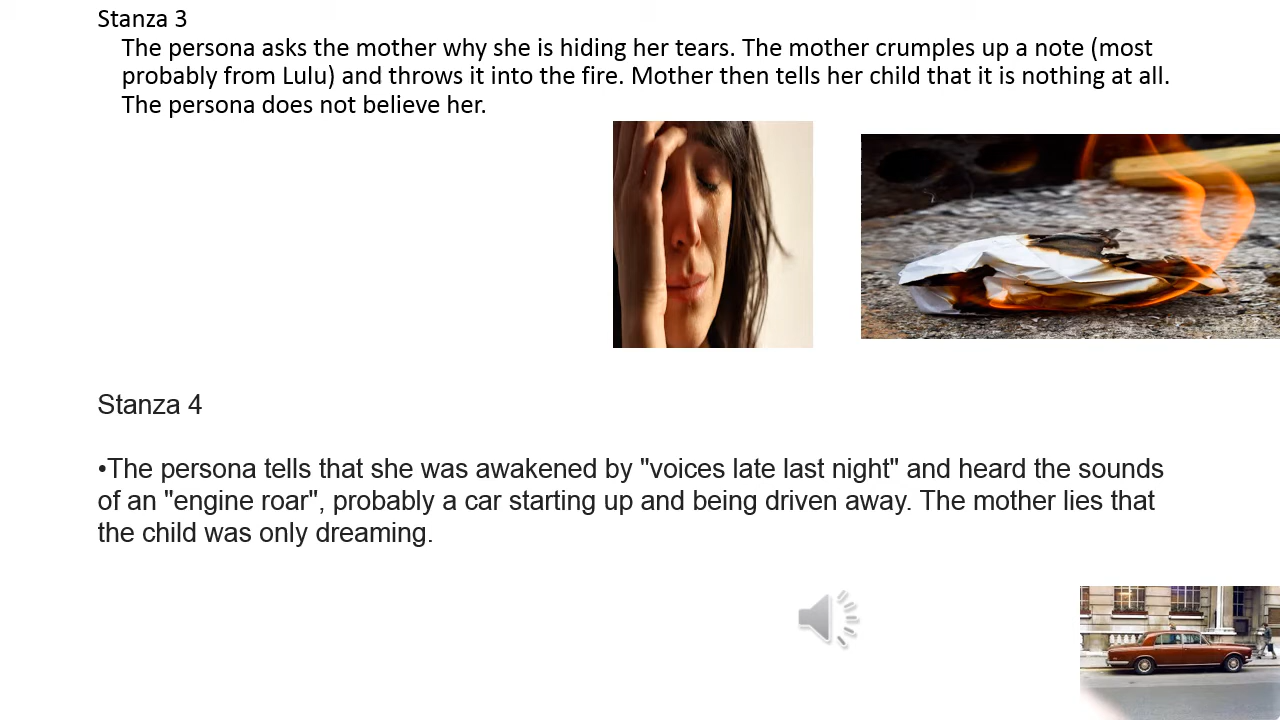 Stanza 3
The persona asks the mother why she is hiding her tears. The mother crumples up a note (most
probably from Lulu) and throws it into the fire. Mother then tells her child that it is nothing at all.
The persona does not believe her.
Stanza 4
•The persona tells that she was awakened by "voices late last night" and heard the sounds
of an "engine roar", probably a car starting up and being driven away. The mother lies that
the child was only dreaming.